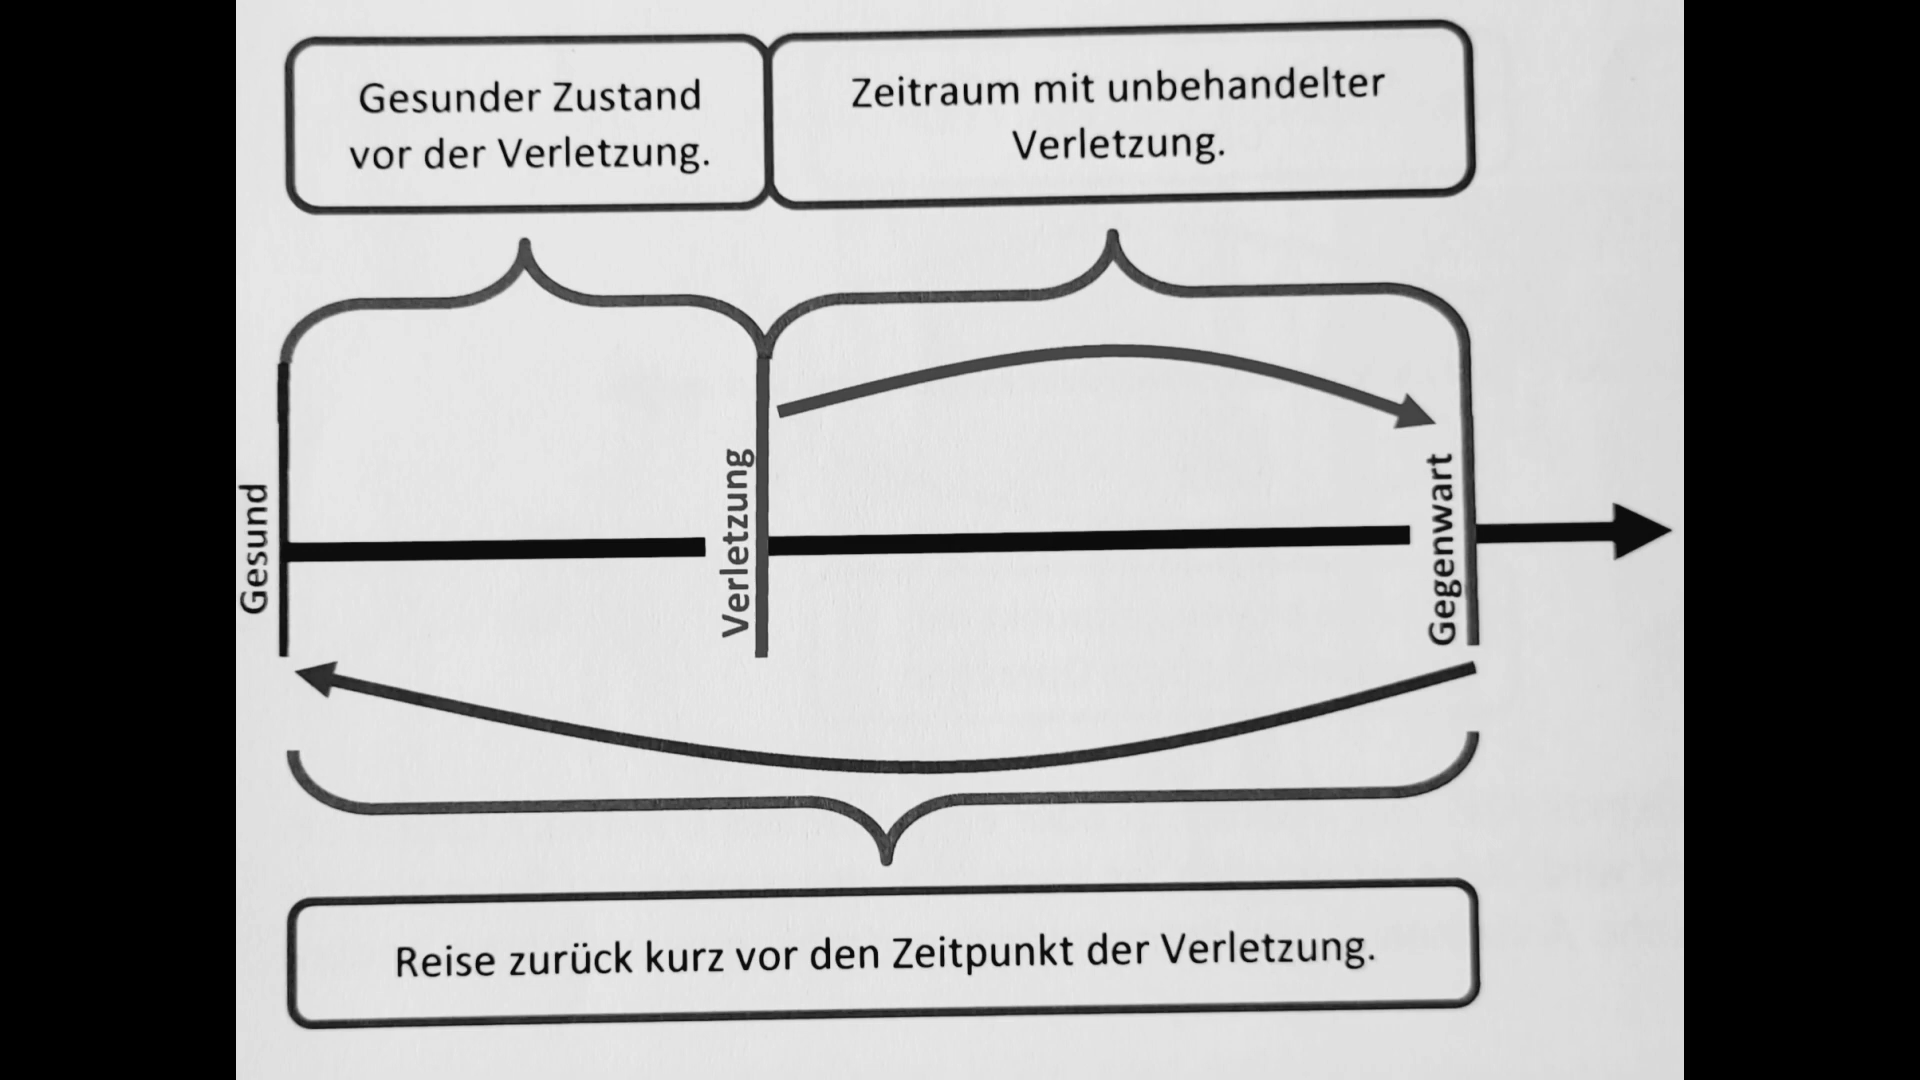 Gesunder Zustand
vor der Verletzung.
Zeitraum mit unbehandelter
Verletzung.
Gesund
Verletzung
Gegenwart
Reise zurück kurz vor den Zeitpunkt der Verletzung.